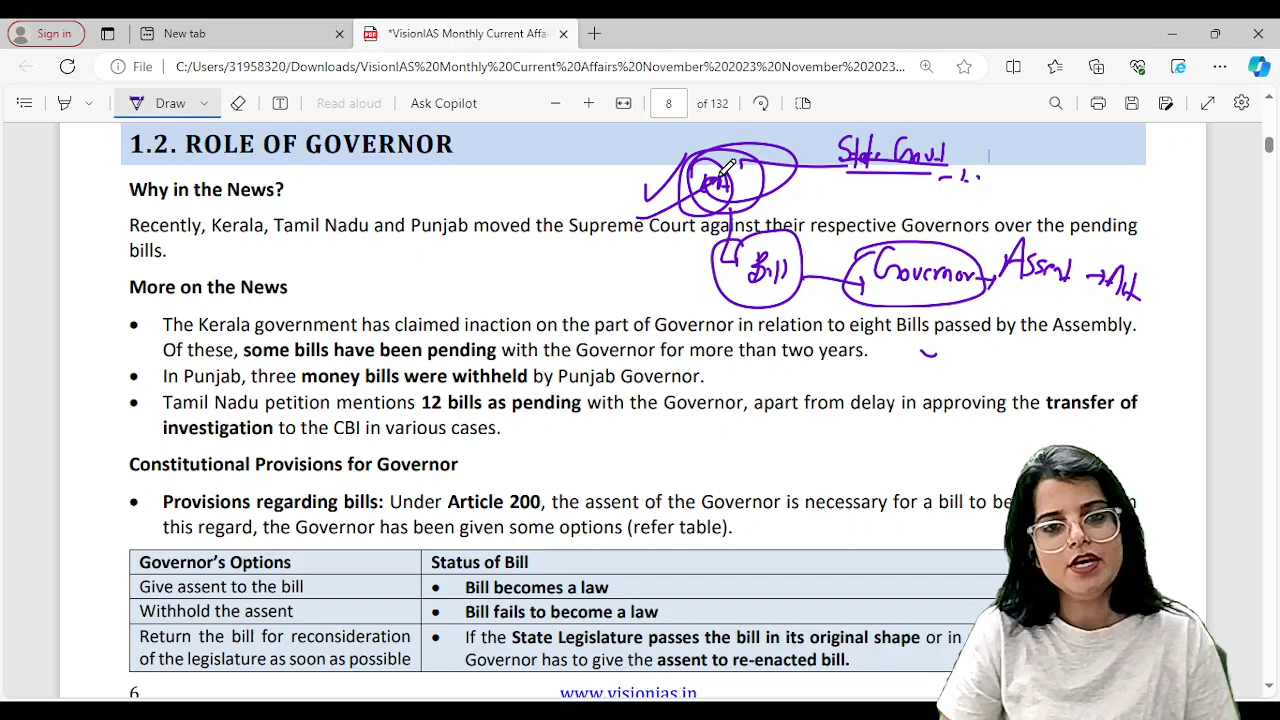 Sign in
New tab
*VisionIAS Monthly Current Affai
File
C:/Users/31958320/Downloads/VisionIAS%20Monthly%20Current%20Affairs%20November%202023%20November%202023...
Draw
Read aloud
Ask Copilot
8
of 132
1.2. ROLE OF GOVERNOR
State Govt
Why in the News?
Recently, Kerala, Tamil Nadu and Punjab moved the Supreme Court against their respective Governors over the pending
bills.
Bill
Governor
Assent
Act
More on the News
• The Kerala government has claimed inaction on the part of Governor in relation to eight Bills passed by the Assembly.
Of these, some bills have been pending with the Governor for more than two years.
• In Punjab, three money bills were withheld by Punjab Governor.
• Tamil Nadu petition mentions 12 bills as pending with the Governor, apart from delay in approving the transfer of
investigation to the CBI in various cases.
Constitutional Provisions for Governor
• Provisions regarding bills: Under Article 200, the assent of the Governor is necessary for a bill to be
this regard, the Governor has been given some options (refer table).
Governor's Options
Status of Bill
Give assent to the bill
• Bill becomes a law
Withhold the assent
• Bill fails to become a law
Return the bill for reconsideration
of the legislature as soon as possible
• If the State Legislature passes the bill in its original shape or in
Governor has to give the assent to re-enacted bill.
6
www.visionias.in